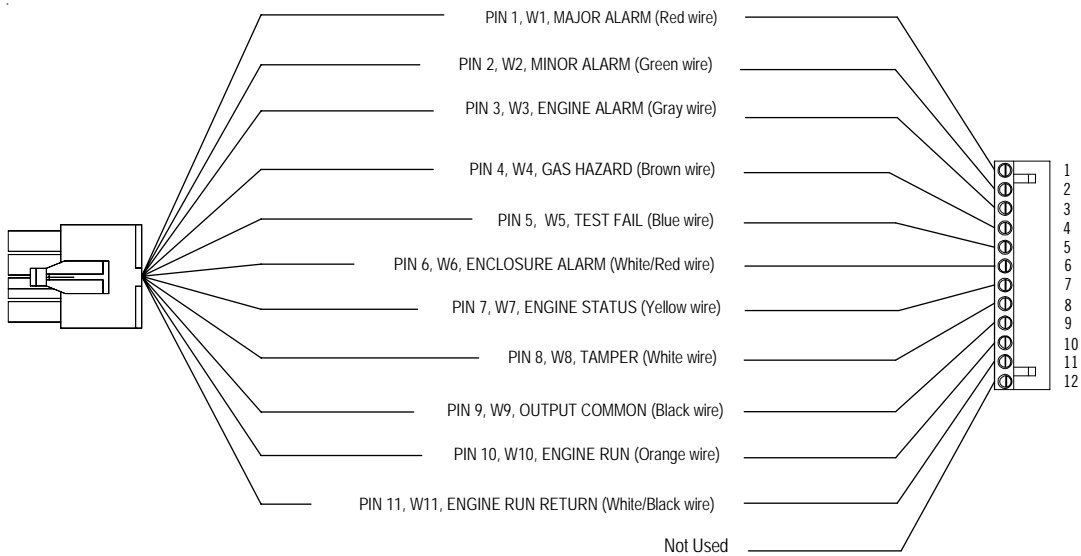 PIN 1, W1, MAJOR ALARM (Red wire)
PIN 2, W2, MINOR ALARM (Green wire)
PIN 3, W3, ENGINE ALARM (Gray wire)
PIN 4, W4, GAS HAZARD (Brown wire)
PIN 5, W5, TEST FAIL (Blue wire)
PIN 6, W6, ENCLOSURE ALARM (White/Red wire)
PIN 7, W7, ENGINE STATUS (Yellow wire)
PIN 8, W8, TAMPER (White wire)
PIN 9, W9, OUTPUT COMMON (Black wire)
PIN 10, W10, ENGINE RUN (Orange wire)
PIN 11, W11, ENGINE RUN RETURN (White/Black wire)
Not Used
1
2
3
4
5
6
7
8
9
10
11
12